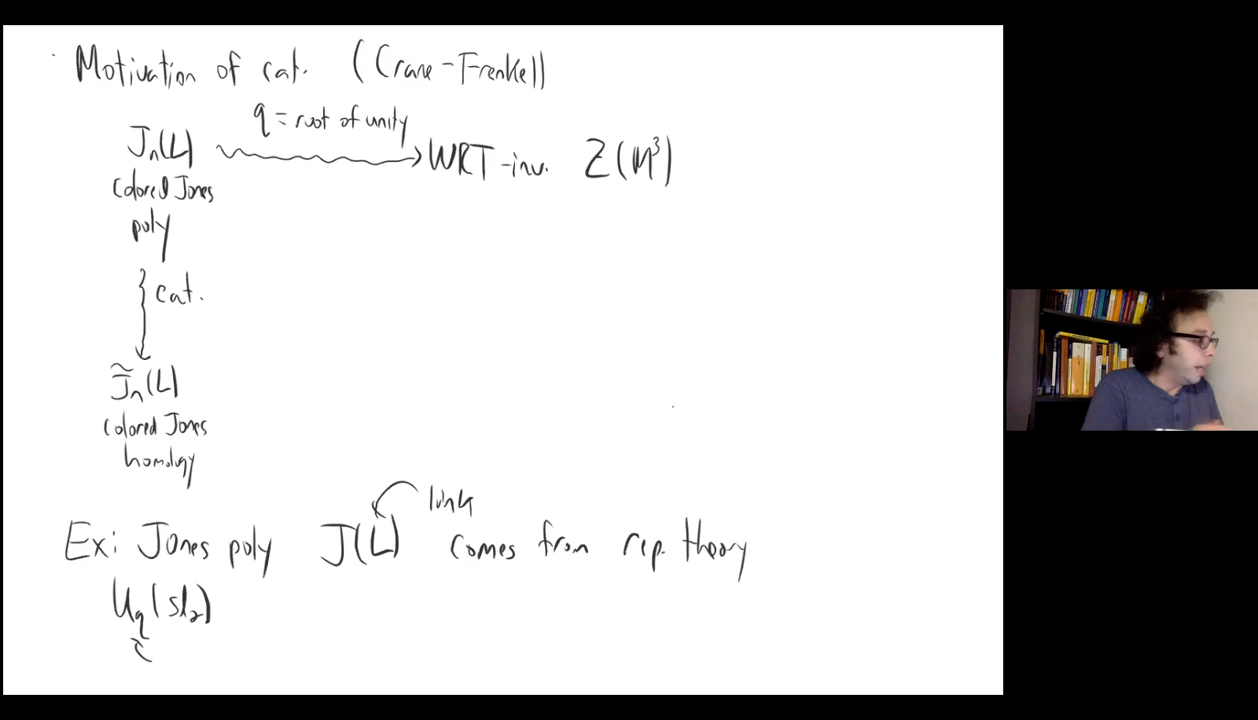 Motivation of cat. (Crane-Frenkel)
q = root of unity
Jₙ(L) → WRT-inv. Z(M³)
Colored Jones
poly
cat.
J̃ₙ(L)
Colored Jones
homology
link
Ex: Jones poly J(L) comes from rep. theory
U_q(sl₂)